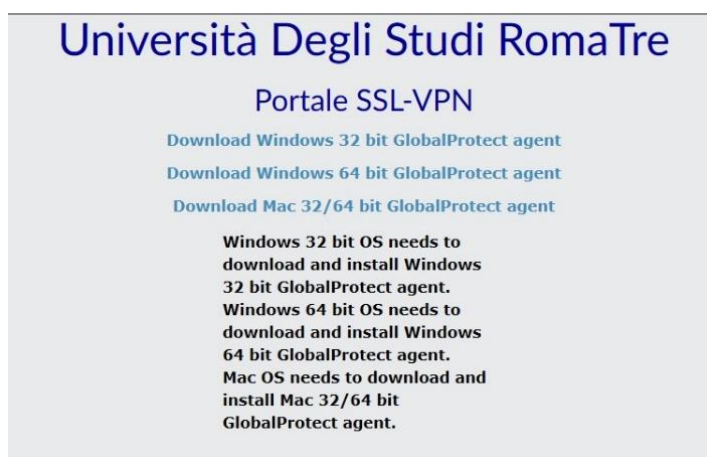 Università Degli Studi RomaTre
Portale SSL-VPN
Download Windows 32 bit GlobalProtect agent
Download Windows 64 bit GlobalProtect agent
Download Mac 32/64 bit GlobalProtect agent
Windows 32 bit OS needs to
download and install Windows
32 bit GlobalProtect agent.
Windows 64 bit OS needs to
download and install Windows
64 bit GlobalProtect agent.
Mac OS needs to download and
install Mac 32/64 bit
GlobalProtect agent.